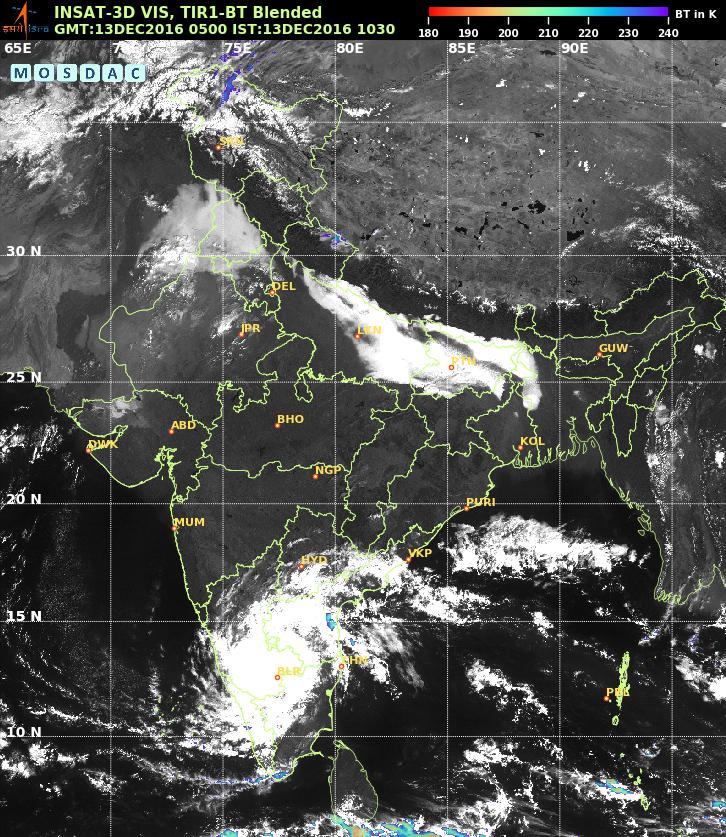 INSAT-3D VIS, TIR1-BT Blended
GMT:13DEC2016 0500 IST:13DEC2016 1030
BT in K
180 190 200 210 220 230 240
65E 70E 75E 80E 85E 90E
MOSDAC
SRN
30 N
DEL
JPR
LKN
GUW
PTN
25 N
ABD
BHO
DWK
KOL
NGP
20 N
PURI
MUM
VKP
HYD
15 N
CHN
BLR
PBL
10 N